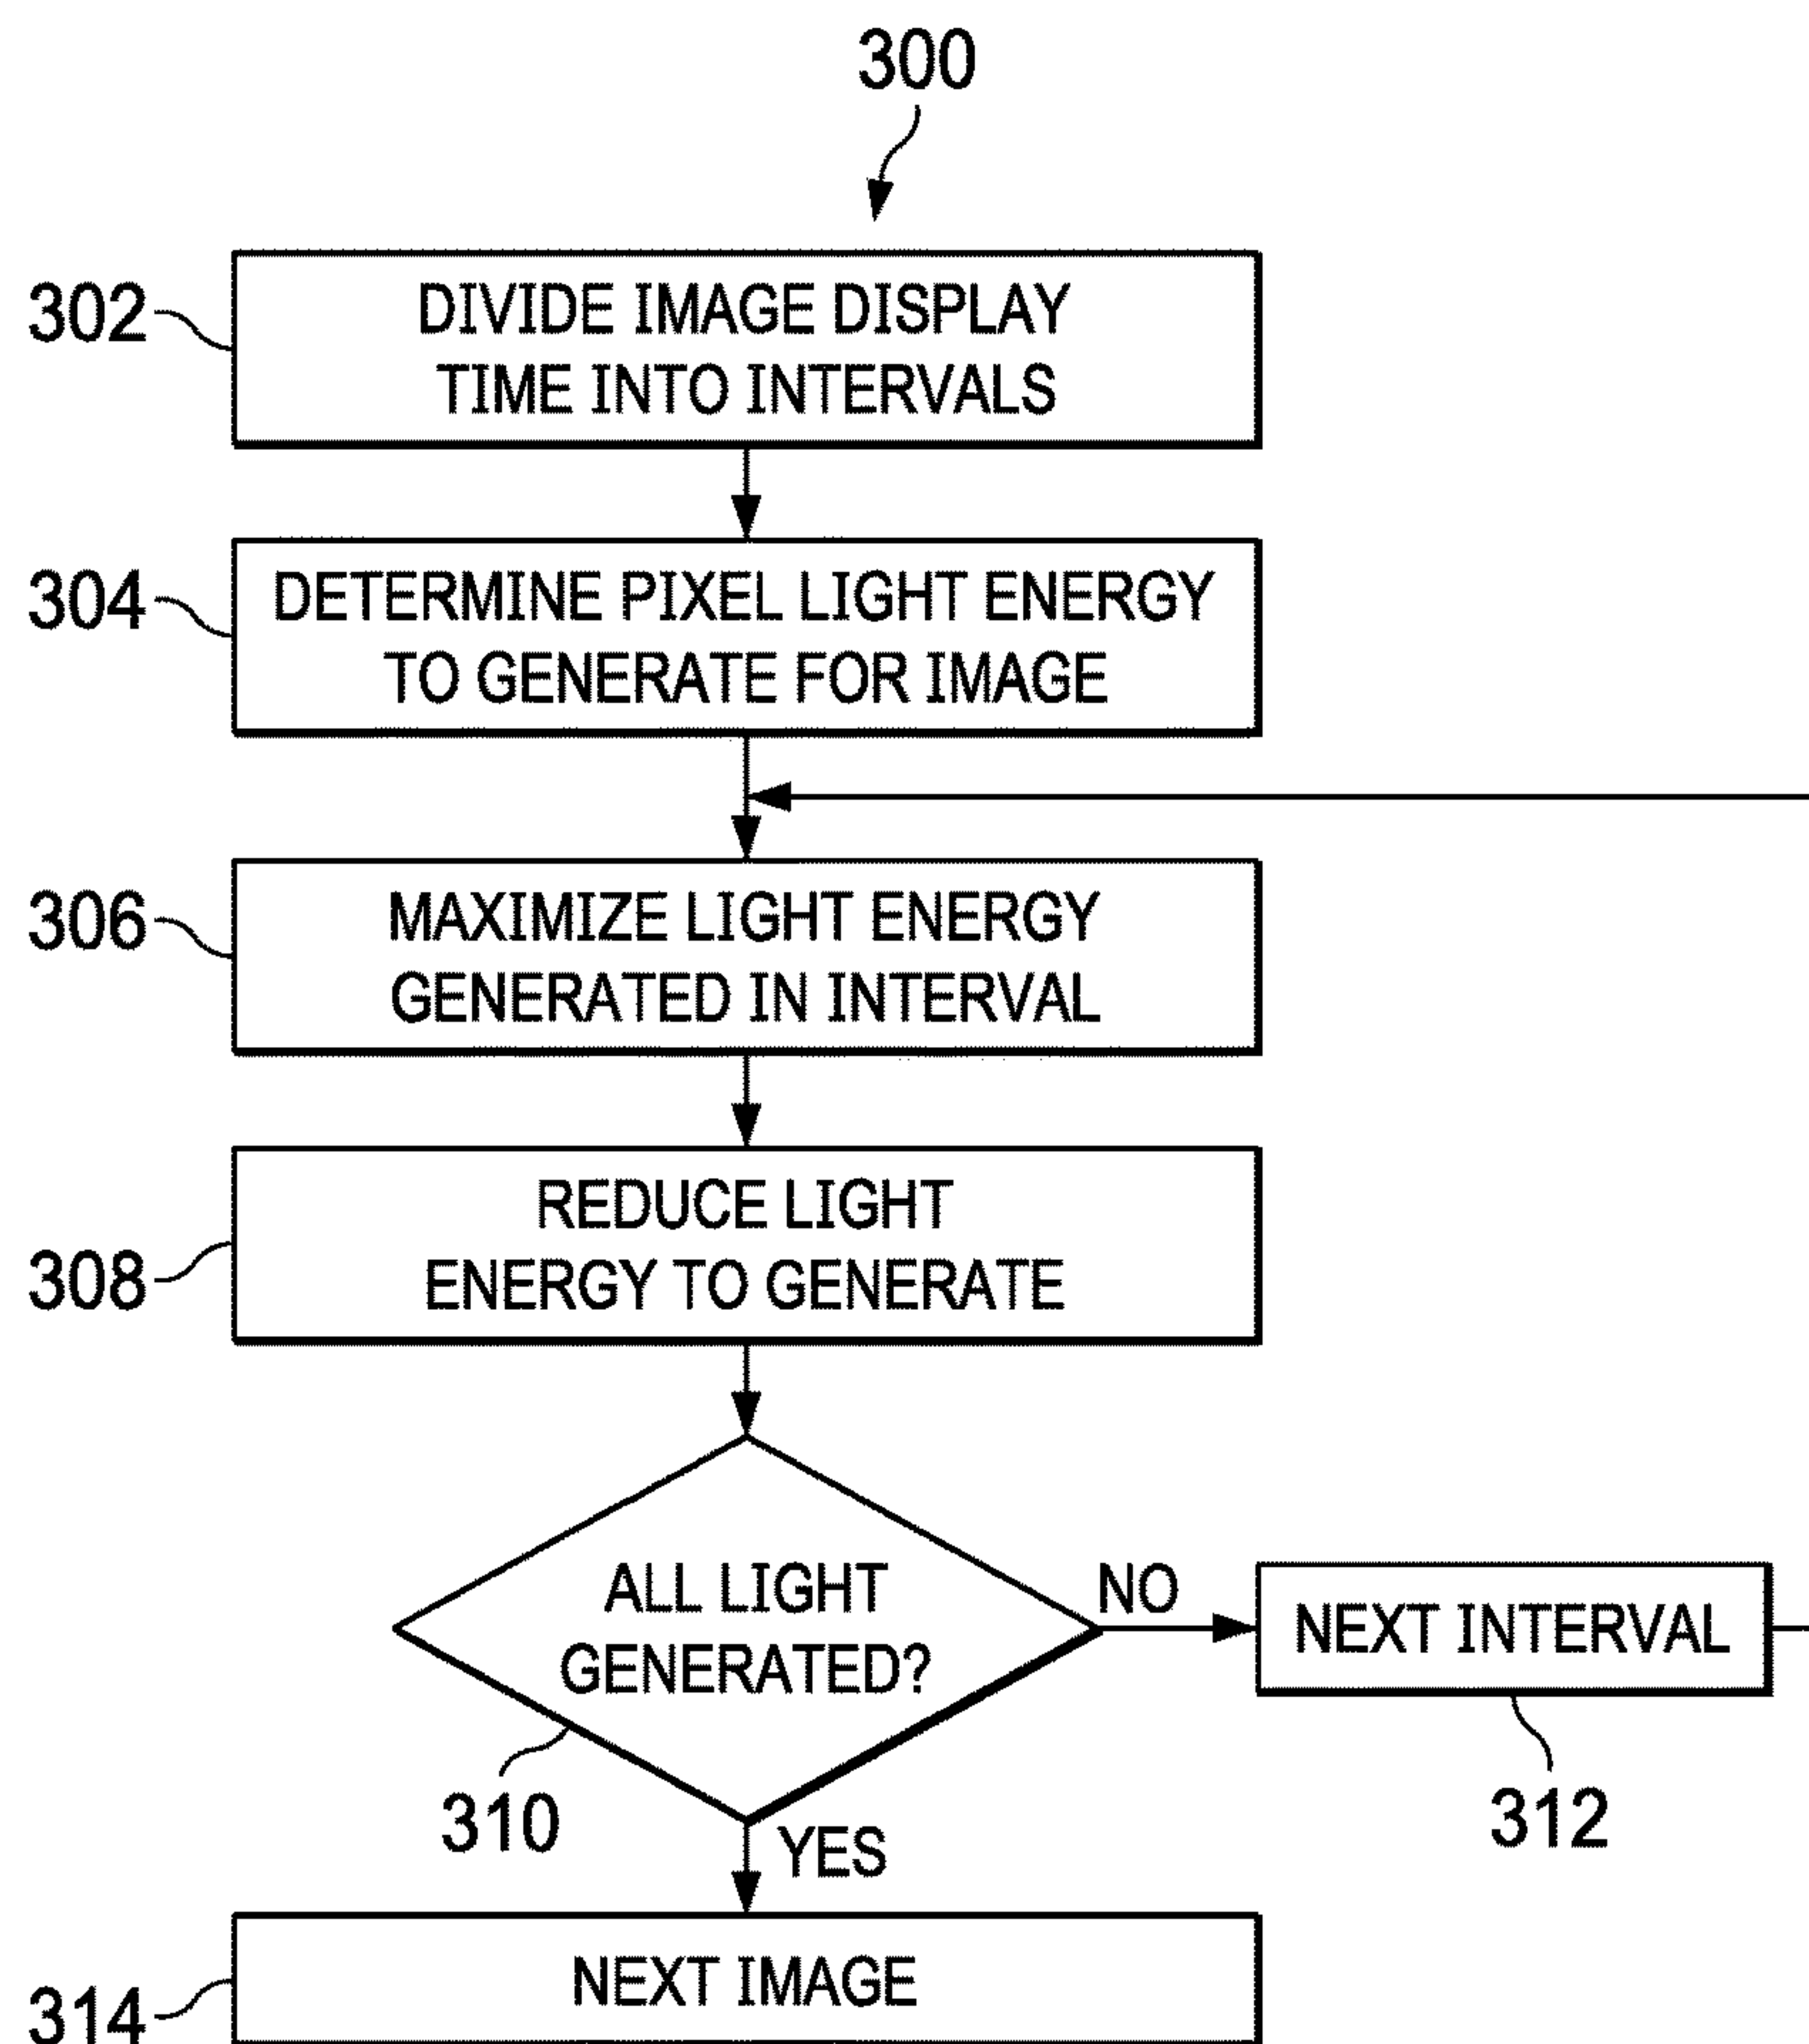 300
302
DIVIDE IMAGE DISPLAY
TIME INTO INTERVALS
304
DETERMINE PIXEL LIGHT ENERGY
TO GENERATE FOR IMAGE
306
MAXIMIZE LIGHT ENERGY
GENERATED IN INTERVAL
308
REDUCE LIGHT
ENERGY TO GENERATE
ALL LIGHT
GENERATED?
NO
NEXT INTERVAL
310
312
YES
314
NEXT IMAGE